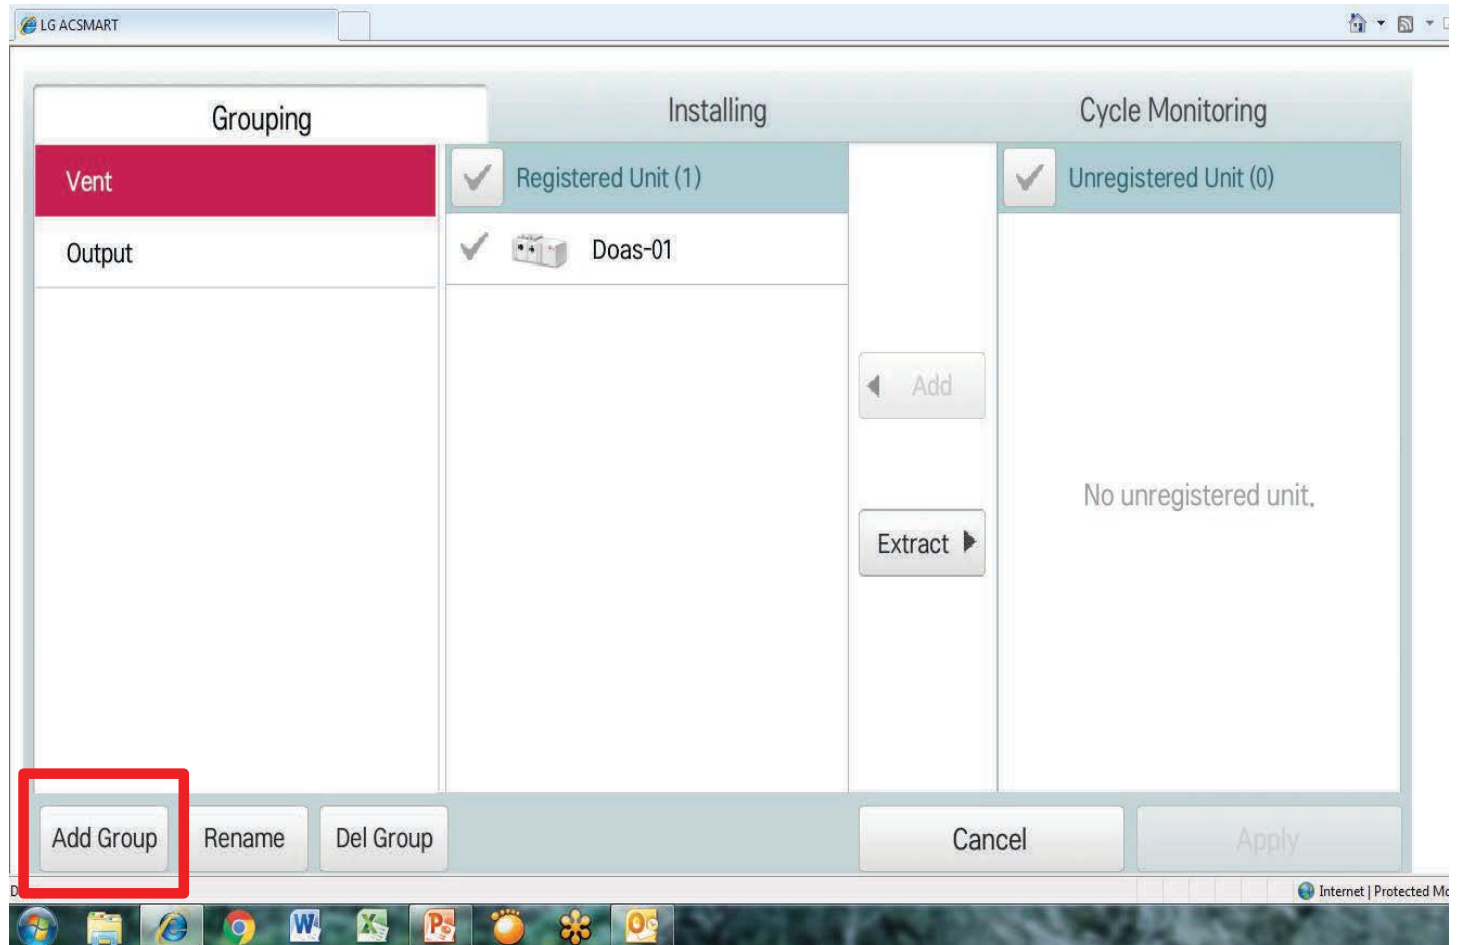 LG ACSMART
Grouping
Installing
Cycle Monitoring
Vent
Output
Registered Unit (1)
Doas-01
Add
Extract
Unregistered Unit (0)
No unregistered unit.
Add Group
Rename
Del Group
Cancel
Apply
Internet | Protected Mo